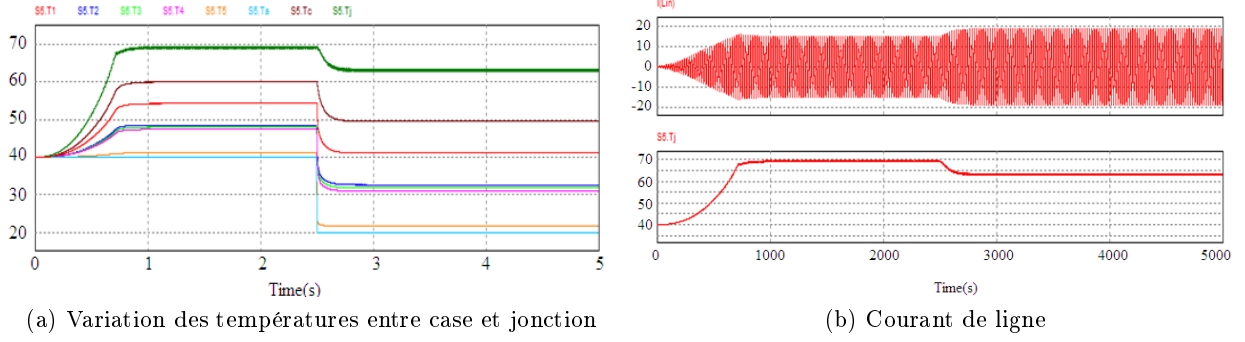 S5.T1 S5.T2 S5.T3 S5.T4 S5.T5 S5.Ta S5.Tc S5.Tj
70
60
50
40
30
20
0 1 2 3 4 5
Time(s)
(a) Variation des températures entre case et jonction
I(Lin)
20
10
0
-10
-20
S5.Tj
70
60
50
40
0 1000 2000 3000 4000 5000
Time(s)
(b) Courant de ligne